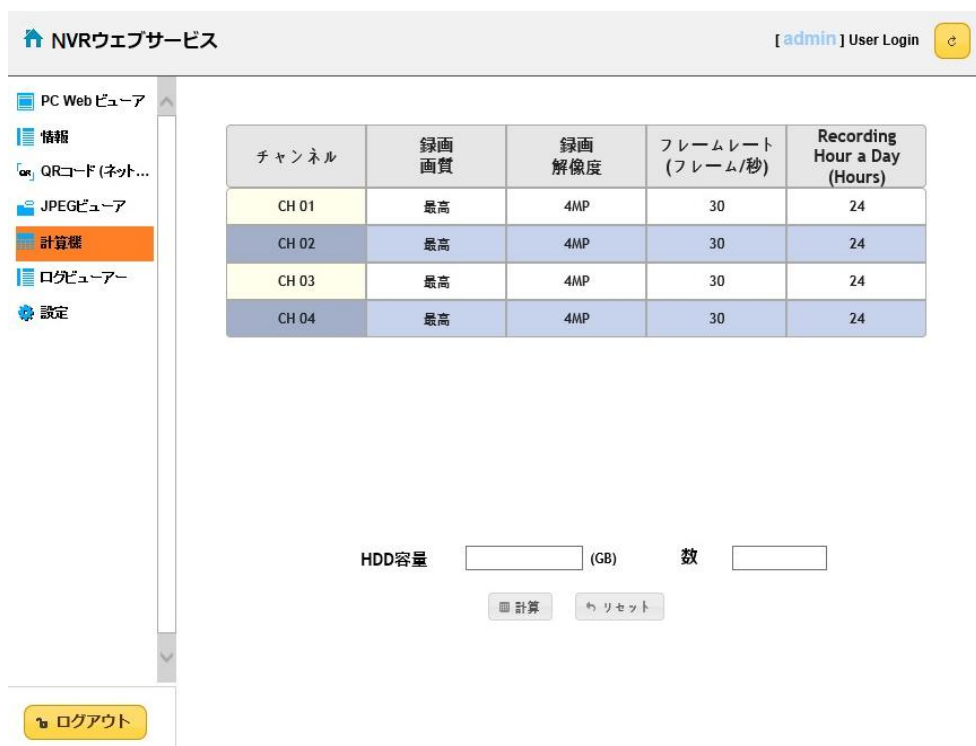 NVRウェブサービス
[ admin ] User Login
PC Web ビューア
情報
QRコード (ネット...
JPEGビューア
計算機
ログビューアー
設定
チャンネル
録画
画質
録画
解像度
フレームレート
(フレーム/秒)
Recording
Hour a Day
(Hours)
CH 01 最高 4MP 30 24
CH 02 最高 4MP 30 24
CH 03 最高 4MP 30 24
CH 04 最高 4MP 30 24
HDD容量 (GB) 数
計算 リセット
ログアウト